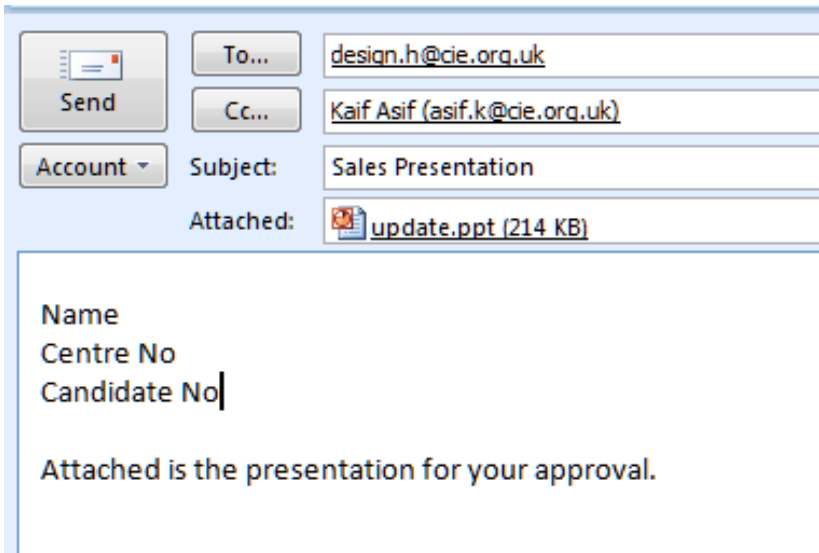 Send
To...
design.h@cie.org.uk
Cc...
Kaif Asif (asif.k@cie.org.uk)
Account
Subject:
Sales Presentation
Attached:
update.ppt (214 KB)
Name
Centre No
Candidate No
Attached is the presentation for your approval.